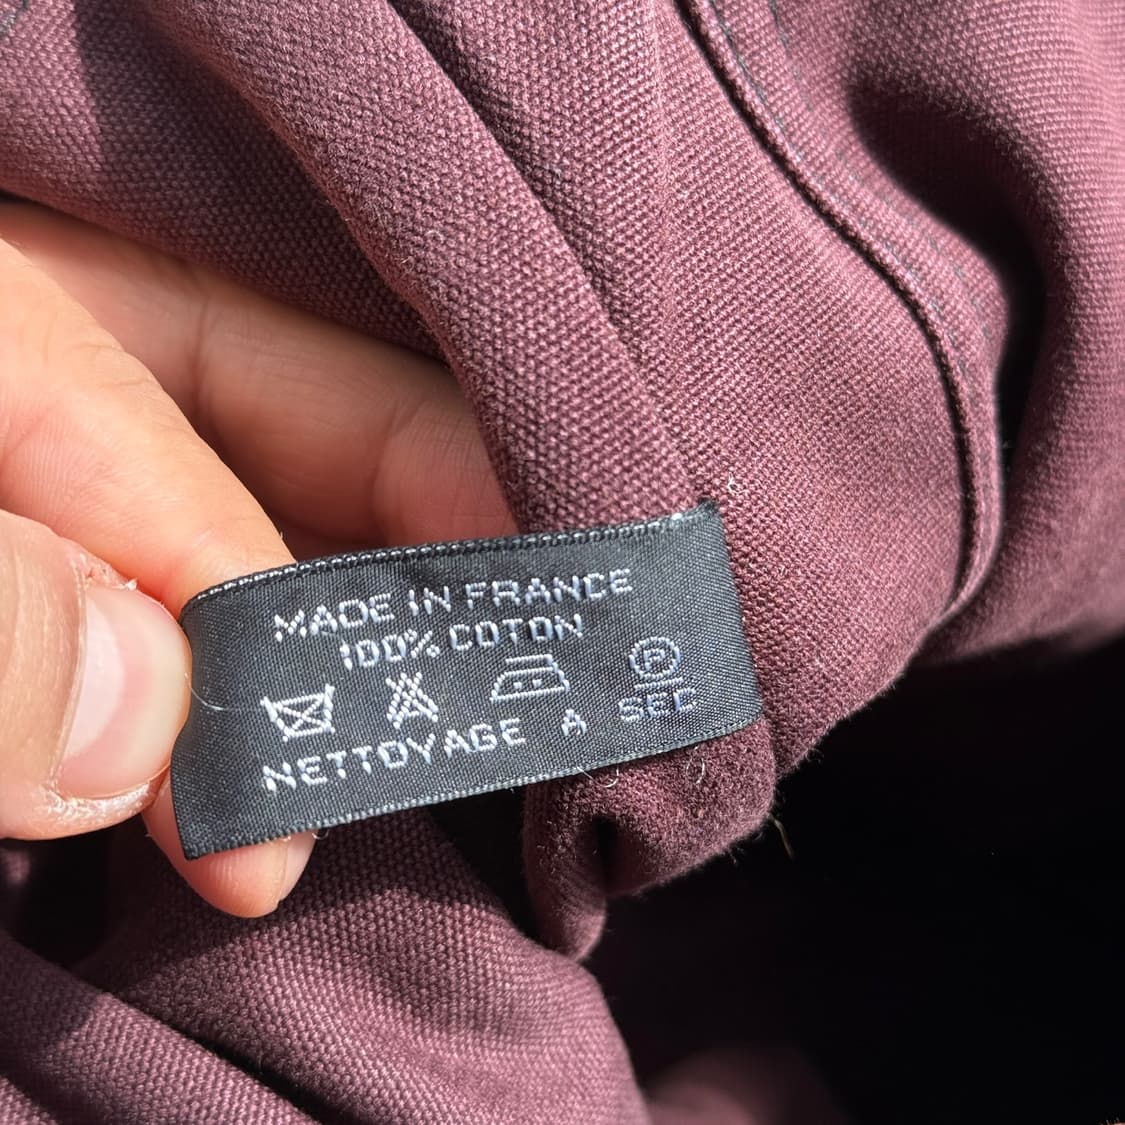 MADE IN FRANCE
100% COTON
P
NETTOYAGE A SEC